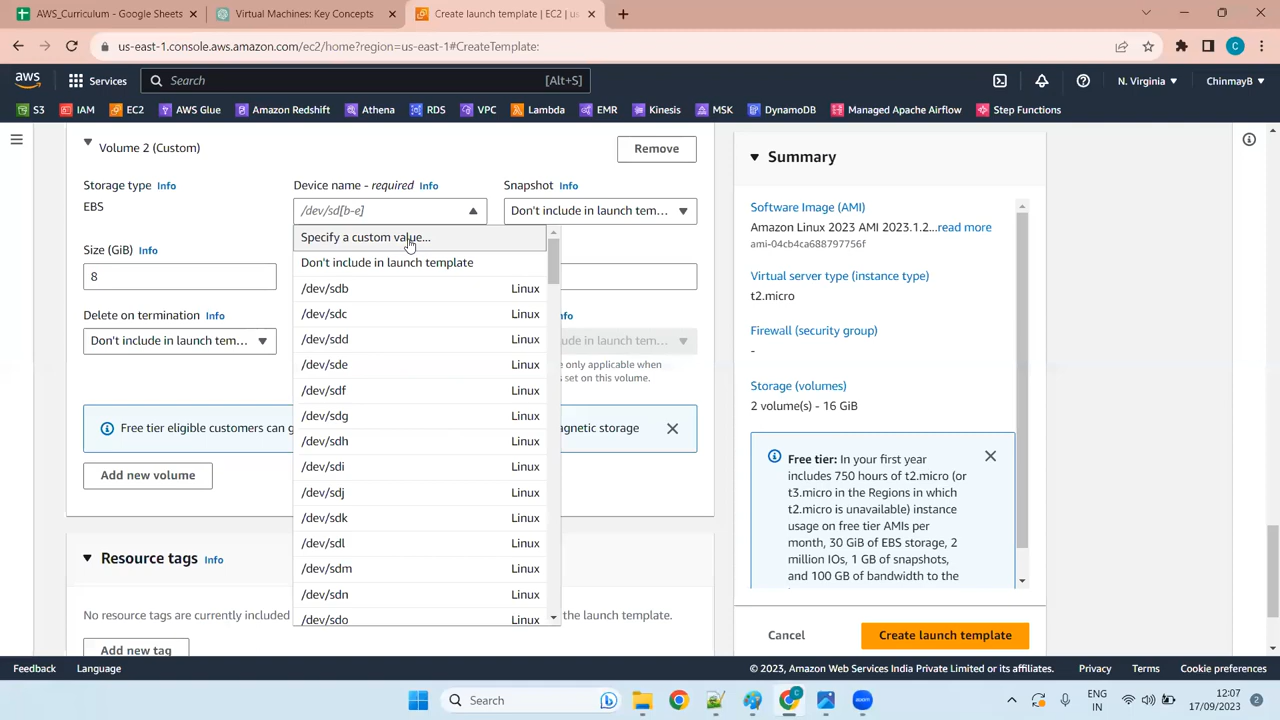 AWS_Curriculum - Google Sheets
Virtual Machines: Key Concepts
Create launch template | EC2 | us-
us-east-1.console.aws.amazon.com/ec2/home?region=us-east-1#CreateTemplate:
aws
Services
Search
[Alt+S]
N. Virginia
ChinmayB
S3
IAM
EC2
AWS Glue
Amazon Redshift
Athena
RDS
VPC
Lambda
EMR
Kinesis
MSK
DynamoDB
Managed Apache Airflow
Step Functions
Volume 2 (Custom)
Remove
Storage type Info
EBS
Device name - required Info
/dev/sd[b-e]
Snapshot Info
Don't include in launch tem...
Specify a custom value...
Don't include in launch template
/dev/sdb Linux
/dev/sdc Linux
/dev/sdd Linux
/dev/sde Linux
/dev/sdf Linux
/dev/sdg Linux
/dev/sdh Linux
/dev/sdi Linux
/dev/sdj Linux
/dev/sdk Linux
/dev/sdl Linux
/dev/sdm Linux
/dev/sdn Linux
/dev/sdo Linux
Size (GiB) Info
8
Delete on termination Info
Don't include in launch tem...
nfo
ude in launch tem...
e only applicable when
s set on this volume.
Free tier eligible customers can g
agnetic storage
Add new volume
Resource tags Info
No resource tags are currently included
the launch template.
Add new tag
Summary
Software Image (AMI)
Amazon Linux 2023 AMI 2023.1.2...read more
ami-04cb4ca688797756f
Virtual server type (instance type)
t2.micro
Firewall (security group)
-
Storage (volumes)
2 volume(s) - 16 GiB
Free tier: In your first year
includes 750 hours of t2.micro (or
t3.micro in the Regions in which
t2.micro is unavailable) instance
usage on free tier AMIs per
month, 30 GiB of EBS storage, 2
million IOs, 1 GB of snapshots,
and 100 GB of bandwidth to the
Cancel
Create launch template
Feedback
Language
© 2023, Amazon Web Services India Private Limited or its affiliates.
Privacy
Terms
Cookie preferences
Search
ENG
IN
12:07
17/09/2023
2